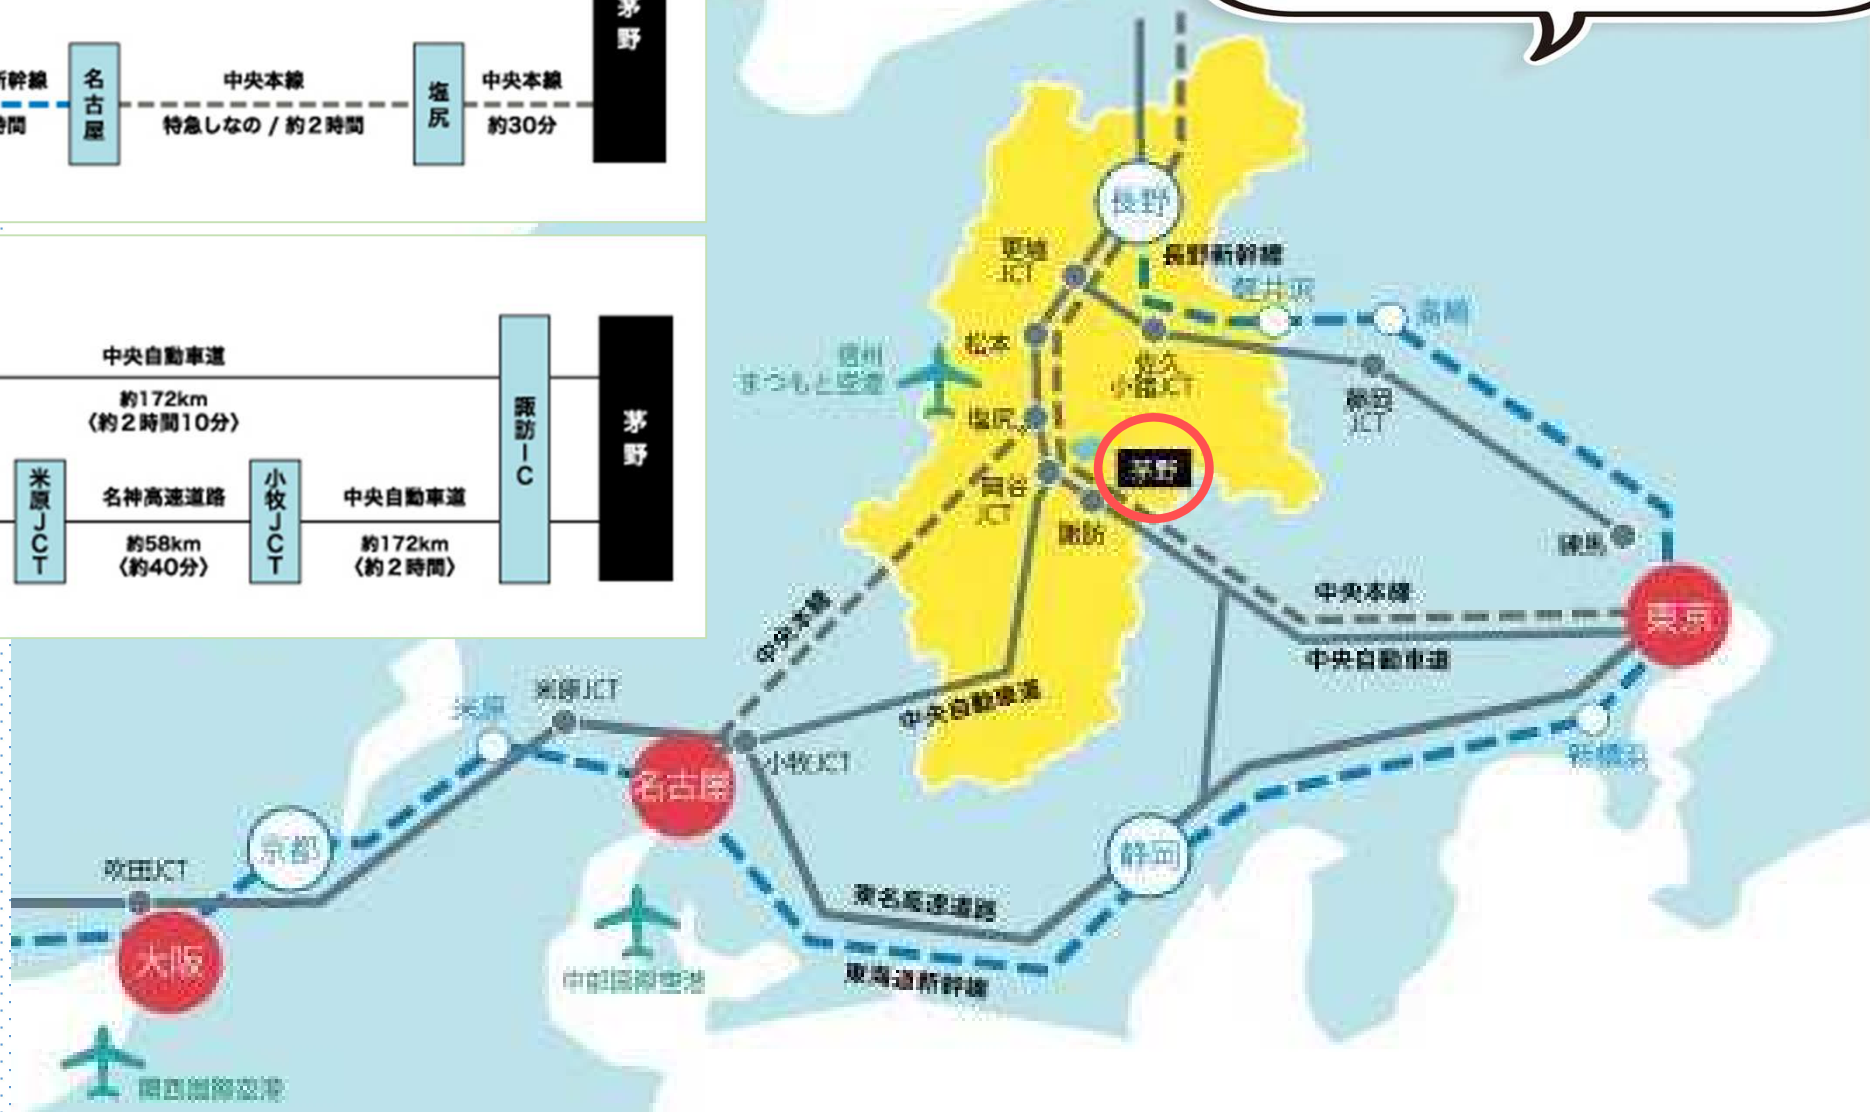 茅野
幹線
名古屋
中央本線
特急しなの / 約2時間
塩尻
中央本線
約30分
中央自動車道
約172km
〈約2時間10分〉
諏訪IC
茅野
米原JCT
名神高速道路
約58km
〈約40分〉
小牧JCT
中央自動車道
約172km
〈約2時間〉
長野
更埴
JCT
長野新幹線
軽井沢
高崎
松本
信州
まつもと空港
佐久
小諸JCT
藤岡
JCT
塩尻
茅野
岡谷
JCT
諏訪
練馬
中央本線
東京
中央自動車道
中央本線
中央自動車道
米原
米原JCT
小牧JCT
名古屋
新横浜
京都
静岡
吹田JCT
東名高速道路
大阪
中部国際空港
東海道新幹線
関西国際空港